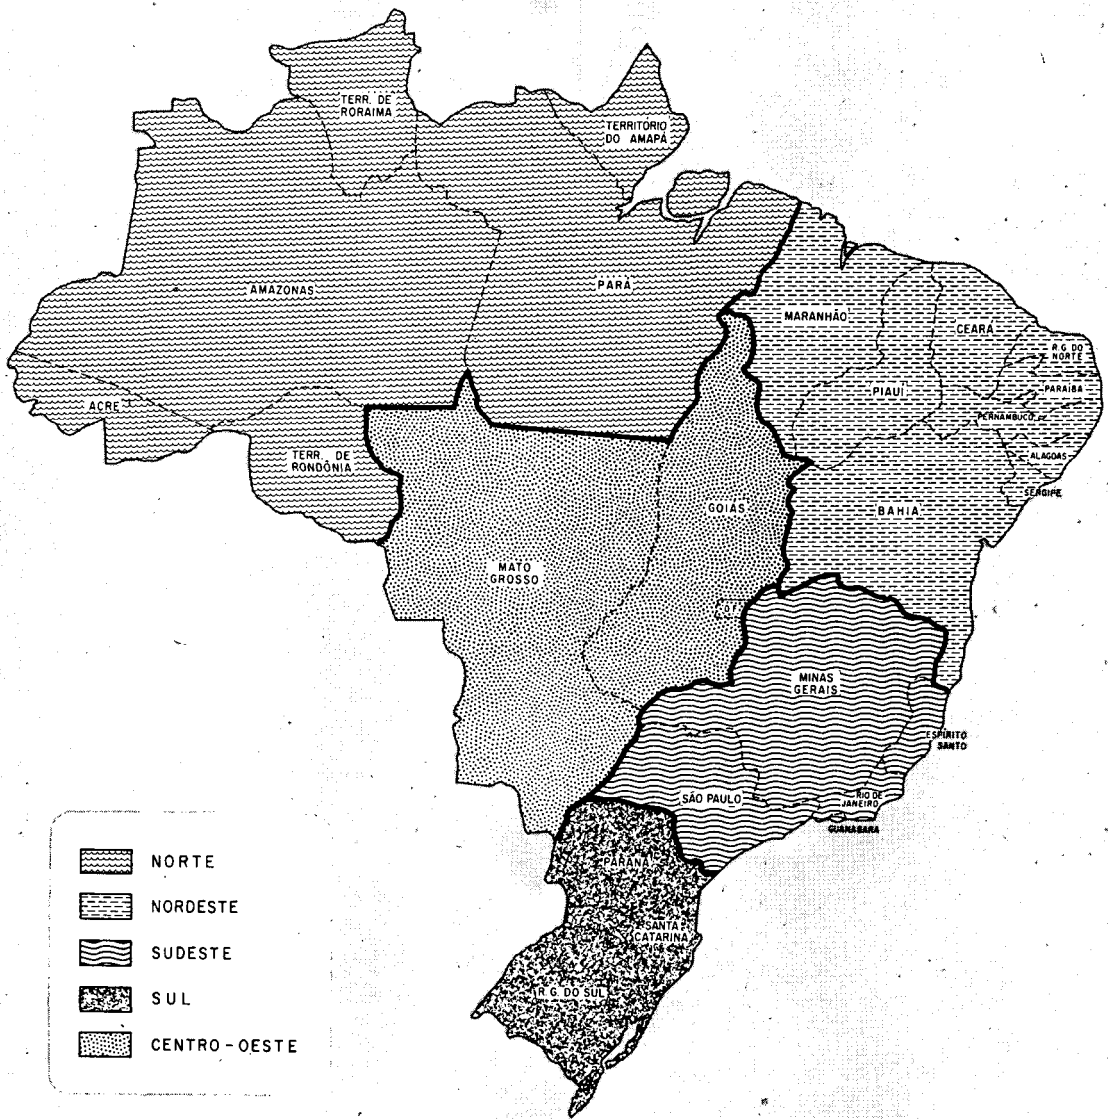 TERR. DE
RORAIMA
TERRITÓRIO
DO AMAPÁ
AMAZONAS
PARÁ
MARANHÃO
CEARÁ
R.G. DO
NORTE
PARAÍBA
PIAUÍ
PERNAMBUCO
ACRE
ALAGOAS
TERR. DE
RONDÔNIA
SERGIPE
GOIÁS
BAHIA
MATO
GROSSO
MINAS
GERAIS
ESPÍRITO
SANTO
SÃO PAULO
RIO DE
JANEIRO
GUANABARA
PARANÁ
SANTA
CATARINA
R.G. DO SUL
NORTE
NORDESTE
SUDESTE
SUL
CENTRO-OESTE